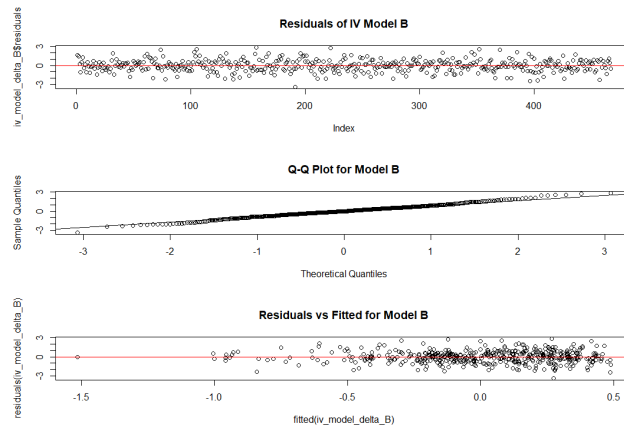 Residuals of IV Model B
iv_model_delta_B$residuals
3
0
-3
0 100 200 300 400
Index
Q-Q Plot for Model B
Sample Quantiles
3
0
-3
-3 -2 -1 0 1 2 3
Theoretical Quantiles
Residuals vs Fitted for Model B
residuals(iv_model_delta_B)
3
0
-3
-1.5 -1.0 -0.5 0.0 0.5
fitted(iv_model_delta_B)